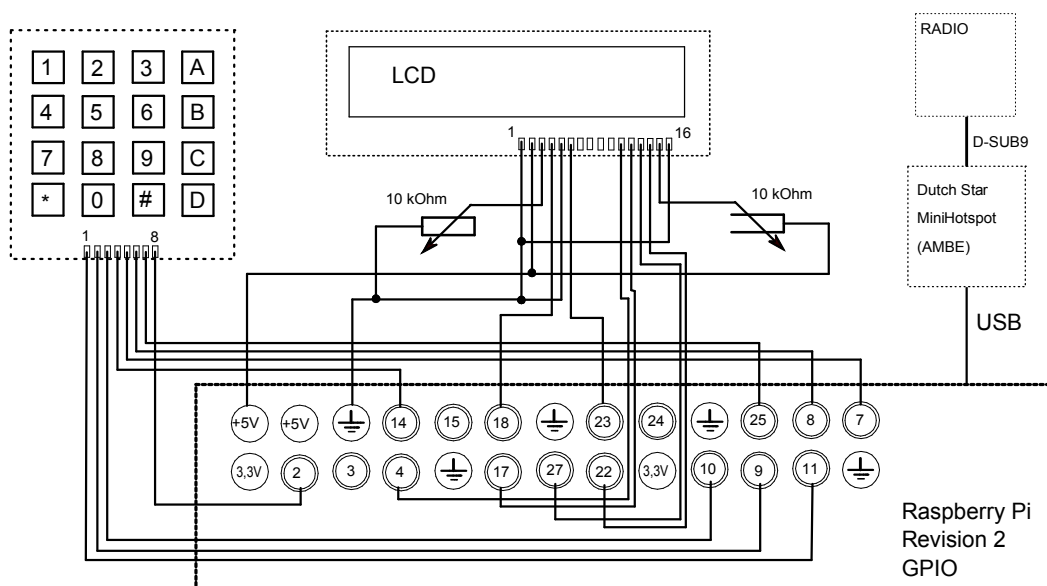 1 2 3 A
4 5 6 B
7 8 9 C
* 0 # D
1 8
LCD
1 16
10 kOhm
10 kOhm
RADIO
D-SUB9
Dutch Star
MiniHotspot
(AMBE)
USB
+5V +5V 14 15 18 23 24 25 8 7
3,3V 2 3 4 17 27 22 3,3V 10 9 11
Raspberry Pi
Revision 2
GPIO